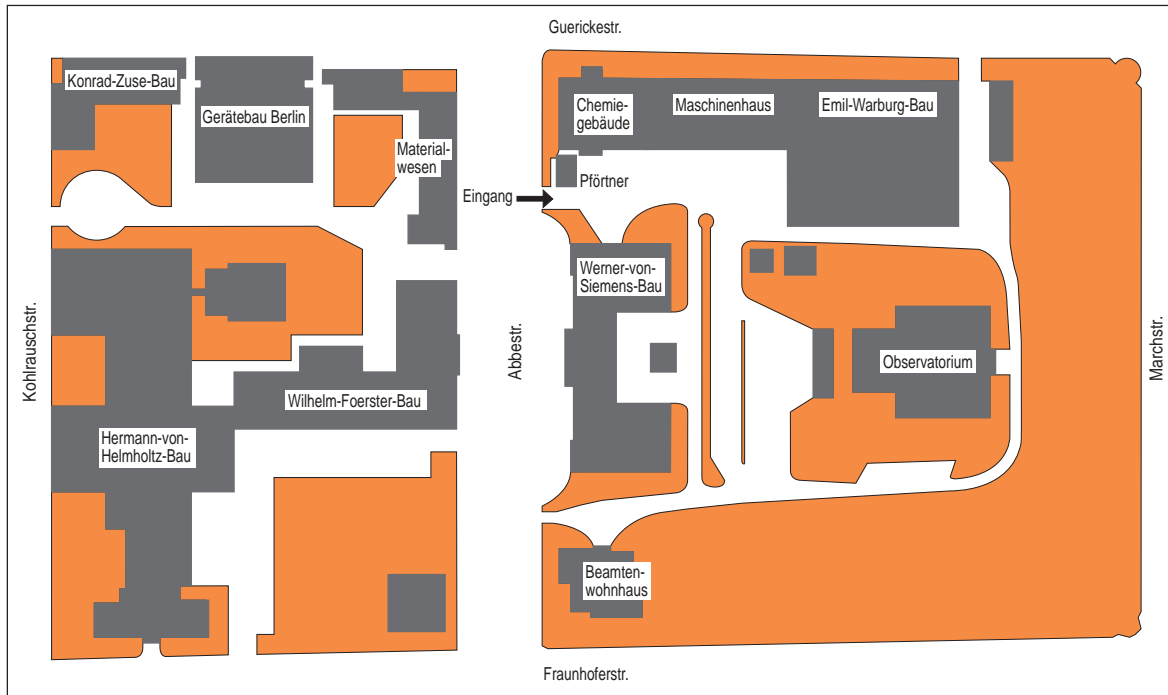 Guerickestr.
Konrad-Zuse-Bau
Gerätebau Berlin
Material-
wesen
Chemie-
gebäude
Maschinenhaus
Emil-Warburg-Bau
Pförtner
Eingang
Werner-von-
Siemens-Bau
Kohlrauschstr.
Abbestr.
Observatorium
Marchstr.
Wilhelm-Foerster-Bau
Hermann-von-
Helmholtz-Bau
Beamten-
wohnhaus
Fraunhoferstr.